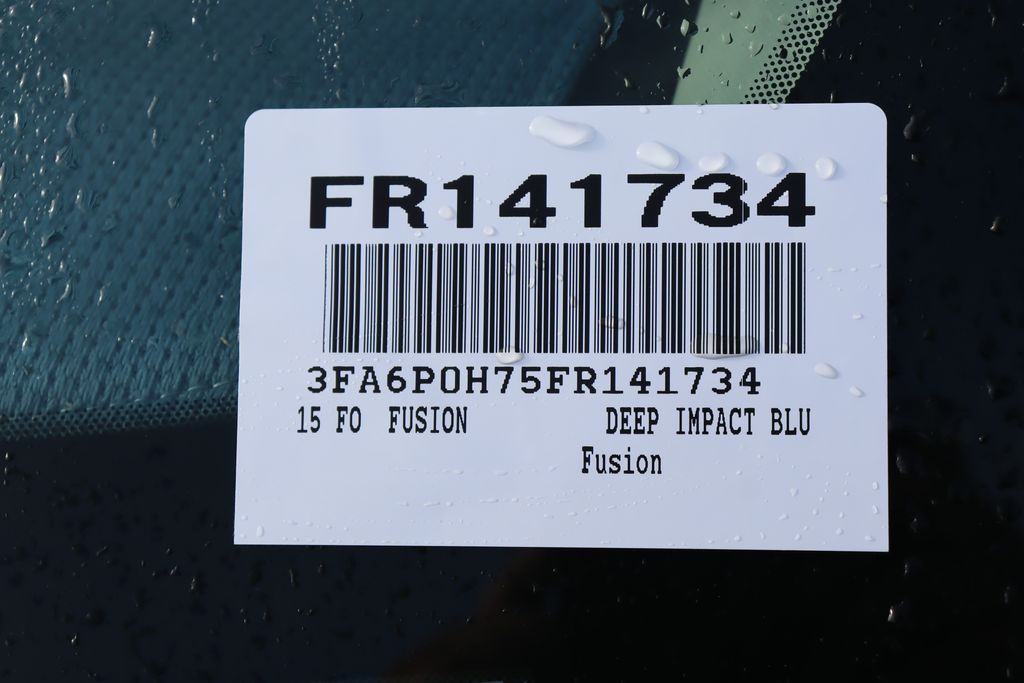 FR141734
3FA6P0H75FR141734
15 FO FUSION DEEP IMPACT BLU
Fusion